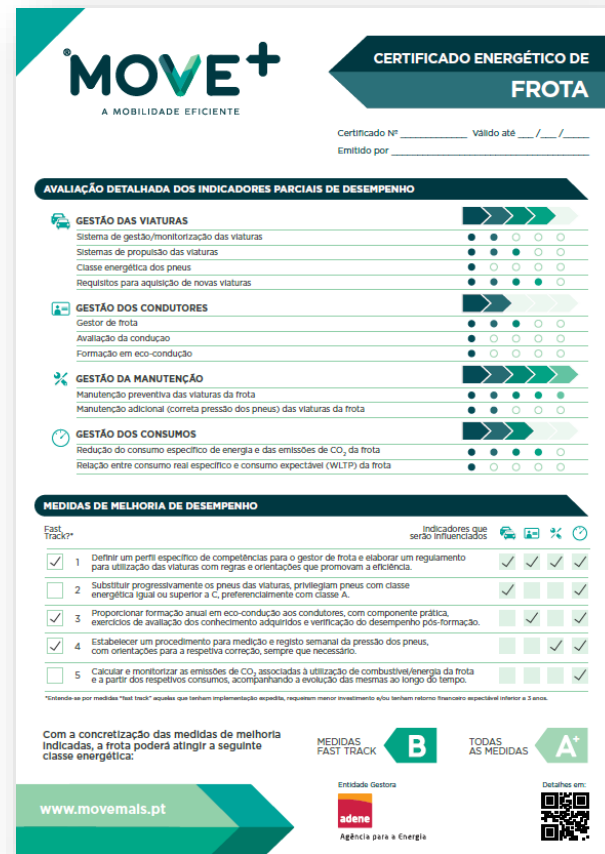 MOVE+
A MOBILIDADE EFICIENTE
CERTIFICADO ENERGÉTICO DE
FROTA
Certificado Nº ____________ Válido até ___ /___ /_____
Emitido por ____________________________________
AVALIAÇÃO DETALHADA DOS INDICADORES PARCIAIS DE DESEMPENHO
GESTÃO DAS VIATURAS
Sistema de gestão/monitorização das viaturas
Sistemas de propulsão das viaturas
Classe energética dos pneus
Requisitos para aquisição de novas viaturas
GESTÃO DOS CONDUTORES
Gestor de frota
Avaliação da conduçao
Formação em eco-condução
GESTÃO DA MANUTENÇÃO
Manutenção preventiva das viaturas da frota
Manutenção adicional (correta pressão dos pneus) das viaturas da frota
GESTÃO DOS CONSUMOS
Redução do consumo específico de energia e das emissões de CO₂ da frota
Relação entre consumo real específico e consumo expectável (WLTP) da frota
MEDIDAS DE MELHORIA DE DESEMPENHO
Fast
Track?*
Indicadores que
serão influenciados
1 Definir um perfil específico de competências para o gestor de frota e elaborar um regulamento
para utilização das viaturas com regras e orientações que promovam a eficiência.
2 Substituir progressivamente os pneus das viaturas, privilegiam pneus com classe
energética igual ou superior a C, preferencialmente com classe A.
3 Proporcionar formação anual em eco-condução aos condutores, com componente prática,
exercícios de avaliação dos conhecimento adquiridos e verificação do desempenho pós-formação.
4 Estabelecer um procedimento para medição e registo semanal da pressão dos pneus,
com orientações para a respetiva correção, sempre que necessário.
5 Calcular e monitorizar as emissões de CO₂ associadas à utilização de combustível/energia da frota
e a partir dos respetivos consumos, acompanhando a evolução das mesmas ao longo do tempo.
*Entende-se por medidas "fast track" aquelas que tenham implementação expedita, requeiram menor investimento e/ou tenham retorno financeiro expectável inferior a 3 anos.
Com a concretização das medidas de melhoria
indicadas, a frota poderá atingir a seguinte
classe energética:
MEDIDAS
FAST TRACK
B
TODAS
AS MEDIDAS
A+
www.movemais.pt
Entidade Gestora
adene
Agência para a Energia
Detalhes em: